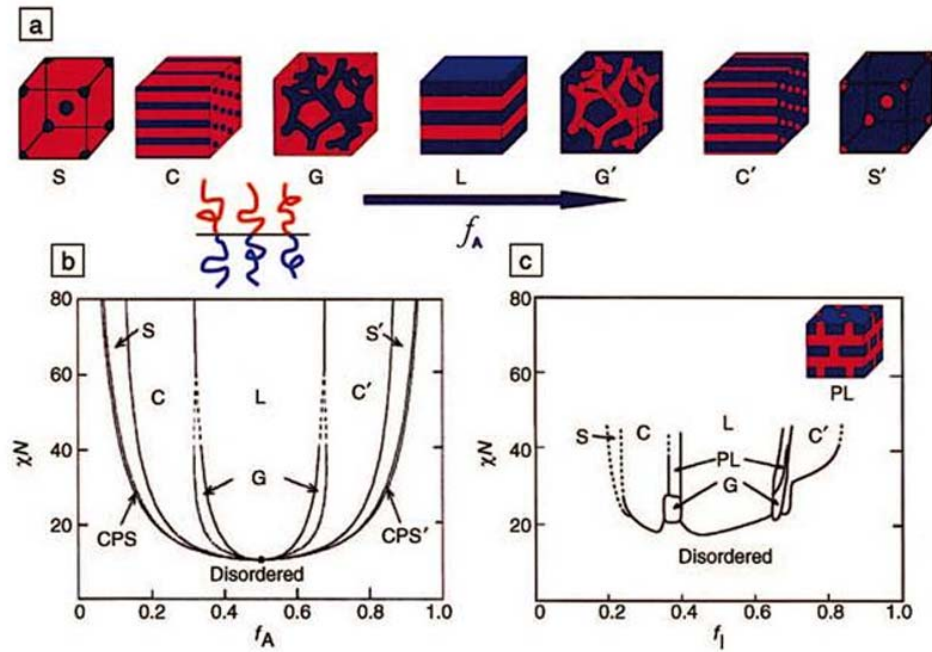 a
S C G L G′ C′ S′
f_A
b
80
60
40
20
χN
S
C
L
S′
C′
G
CPS
CPS′
Disordered
0 0.2 0.4 0.6 0.8 1.0
f_A
c
80
60
40
20
0
χN
PL
S
C
L
C′
PL
G
Disordered
0 0.2 0.4 0.6 0.8 1.0
f_I